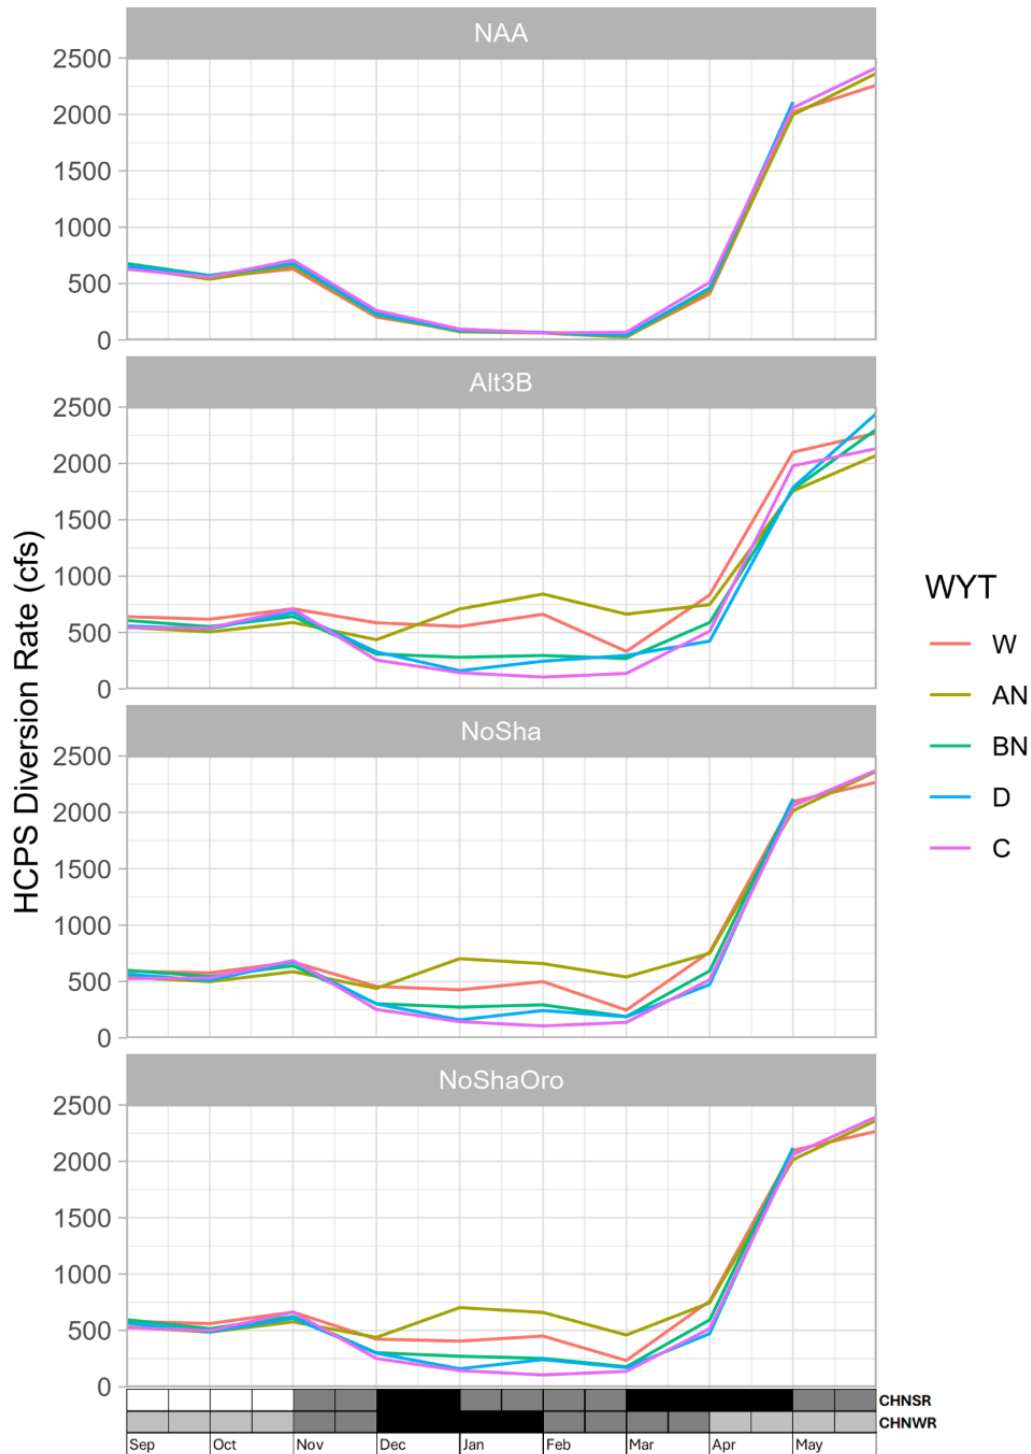 NAA
2500
2000
1500
1000
500
0
Alt3B
2500
2000
1500
1000
500
0
NoSha
2500
2000
1500
1000
500
0
NoShaOro
2500
2000
1500
1000
500
0
HCPS Diversion Rate (cfs)
WYT
W
AN
BN
D
C
CHNSR
CHNWR
Sep Oct Nov Dec Jan Feb Mar Apr May